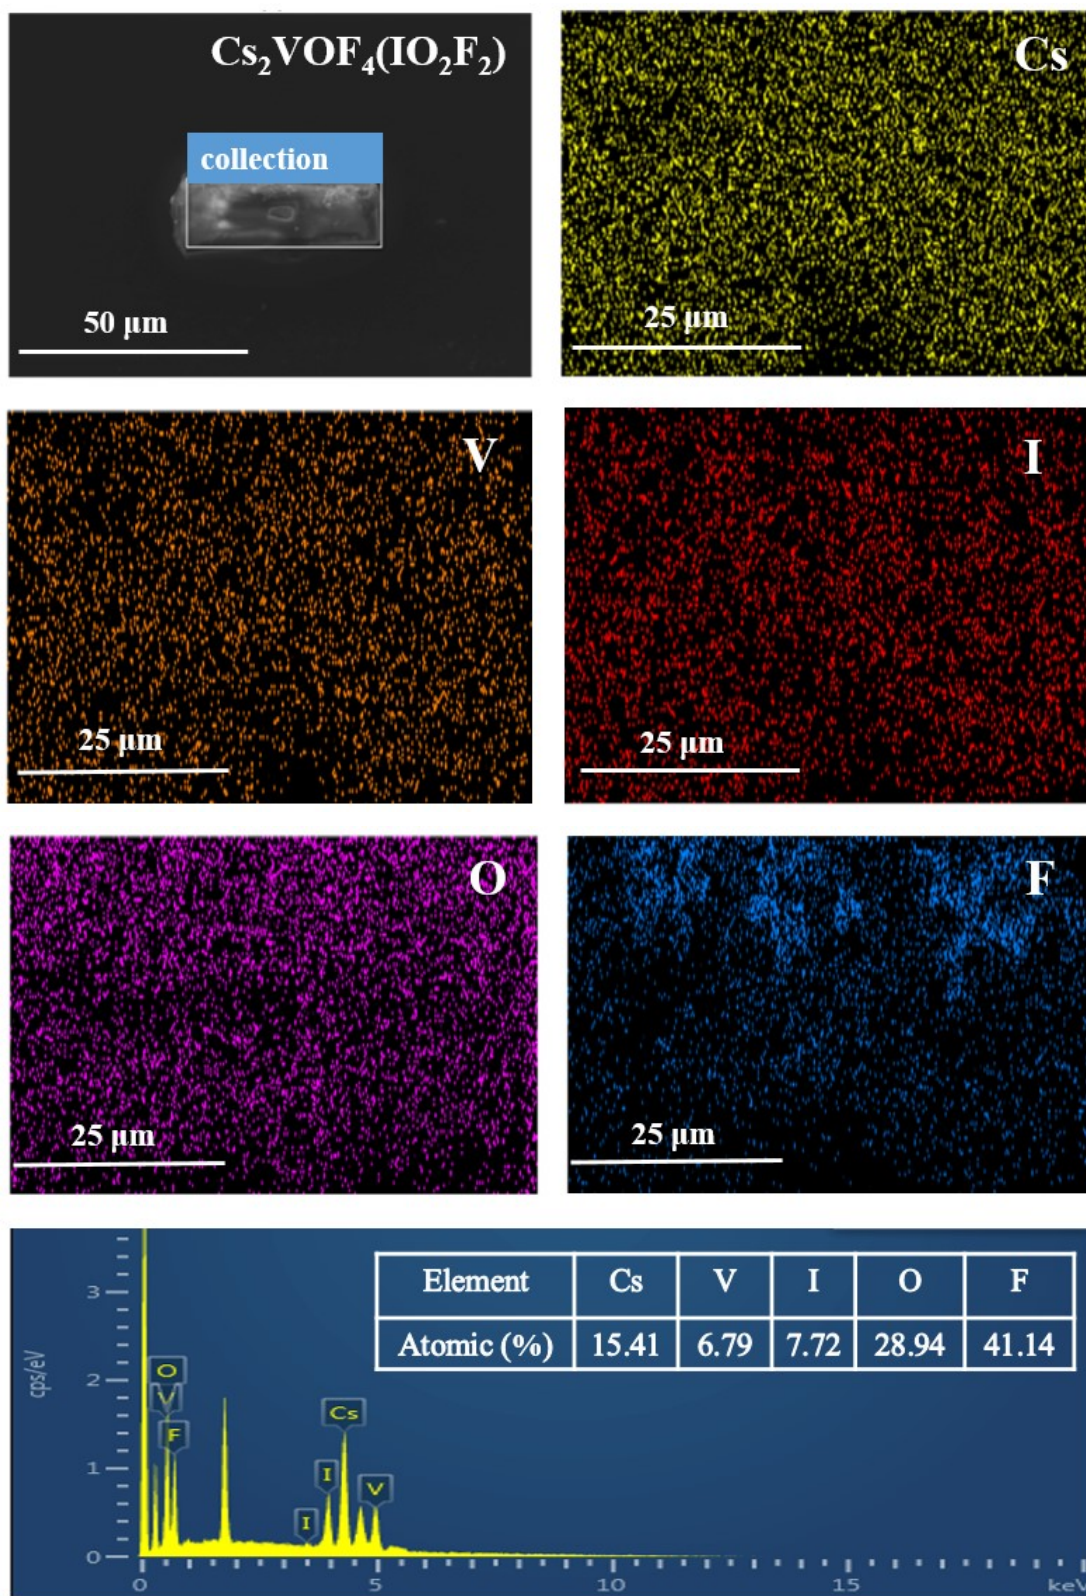 Cs₂VOF₄(IO₂F₂)
collection
50 μm
Cs
25 μm
V
25 μm
I
25 μm
O
25 μm
F
25 μm
Element Cs V I O F
Atomic (%) 15.41 6.79 7.72 28.94 41.14
cps/eV
3
2
1
0
O
V
F
I
I
Cs
V
0 5 10 15 keV